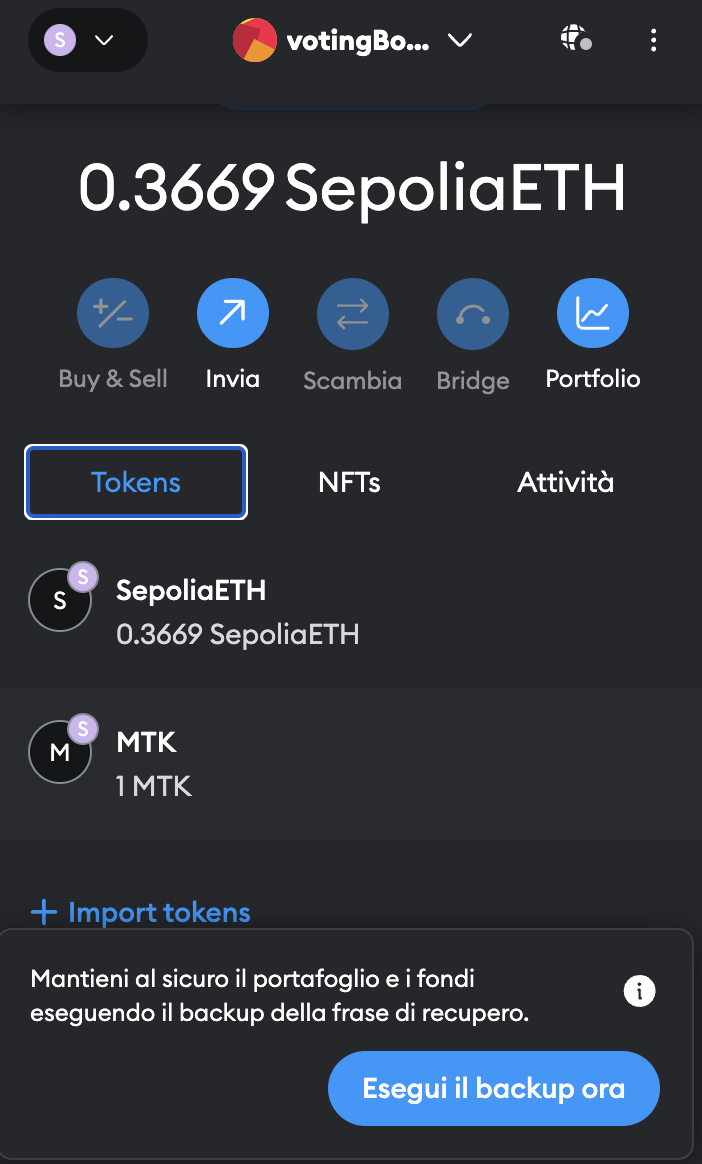 S
votingBo...
0.3669 SepoliaETH
Buy & Sell
Invia
Scambia
Bridge
Portfolio
Tokens
NFTs
Attività
S
S
SepoliaETH
0.3669 SepoliaETH
S
M
MTK
1 MTK
+ Import tokens
Mantieni al sicuro il portafoglio e i fondi
eseguendo il backup della frase di recupero.
Esegui il backup ora